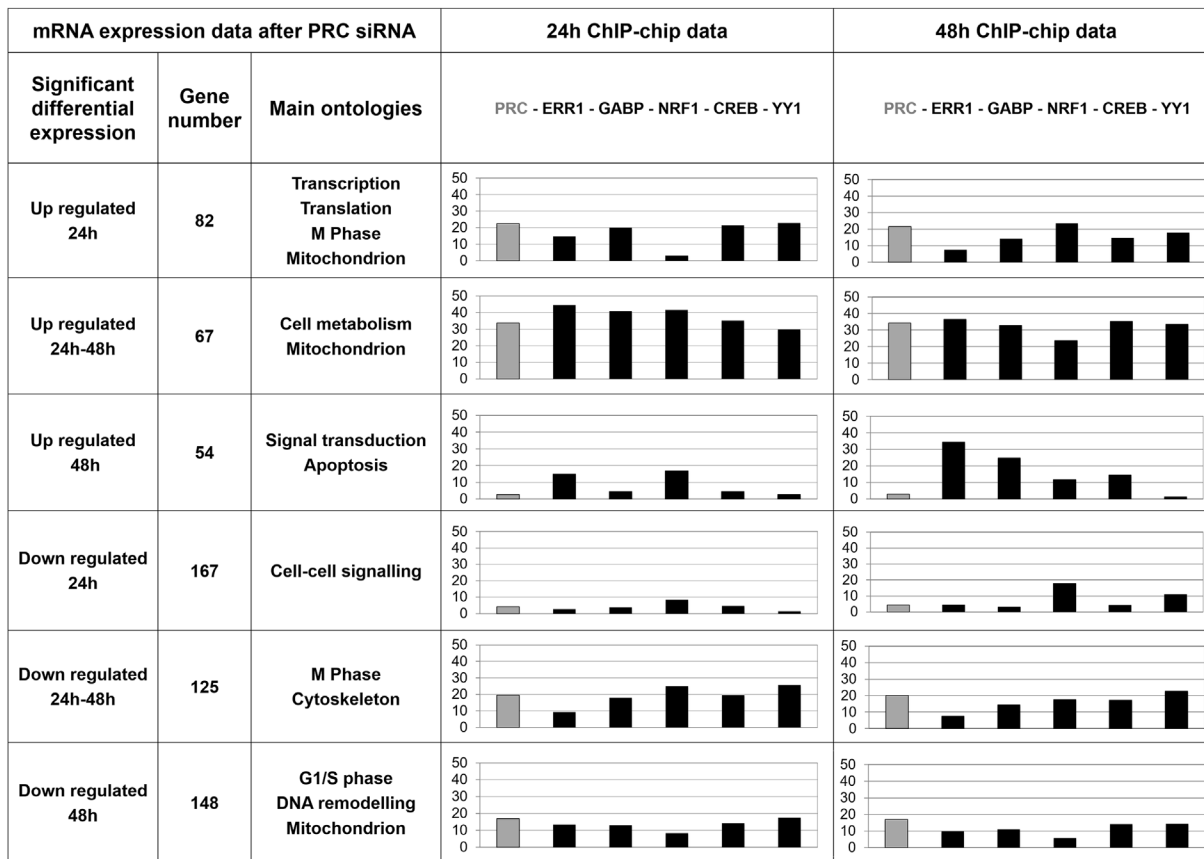 mRNA expression data after PRC siRNA
24h ChIP-chip data
48h ChIP-chip data
Significant
differential
expression
Gene
number
Main ontologies
PRC - ERR1 - GABP - NRF1 - CREB - YY1
PRC - ERR1 - GABP - NRF1 - CREB - YY1
Up regulated
24h
82
Transcription
Translation
M Phase
Mitochondrion
50
40
30
20
10
0
50
40
30
20
10
0
Up regulated
24h-48h
67
Cell metabolism
Mitochondrion
50
40
30
20
10
0
50
40
30
20
10
0
Up regulated
48h
54
Signal transduction
Apoptosis
50
40
30
20
10
0
50
40
30
20
10
0
Down regulated
24h
167
Cell-cell signalling
50
40
30
20
10
0
50
40
30
20
10
0
Down regulated
24h-48h
125
M Phase
Cytoskeleton
50
40
30
20
10
0
50
40
30
20
10
0
Down regulated
48h
148
G1/S phase
DNA remodelling
Mitochondrion
50
40
30
20
10
0
50
40
30
20
10
0